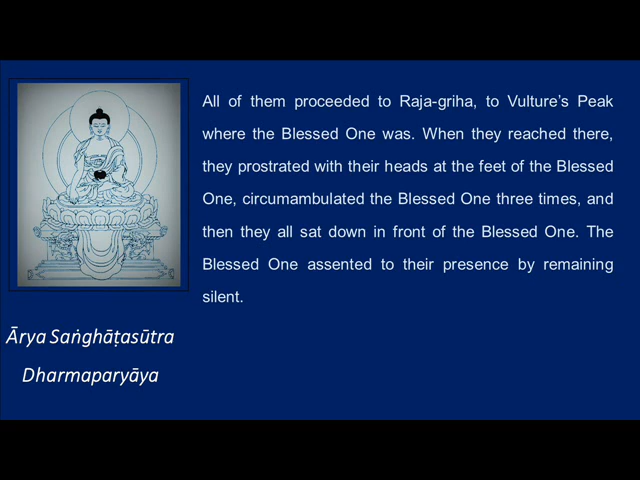 All of them proceeded to Raja-griha, to Vulture’s Peak
where the Blessed One was. When they reached there,
they prostrated with their heads at the feet of the Blessed
One, circumambulated the Blessed One three times, and
then they all sat down in front of the Blessed One. The
Blessed One assented to their presence by remaining
silent.
Ārya Saṅghāṭasūtra
Dharmaparyāya